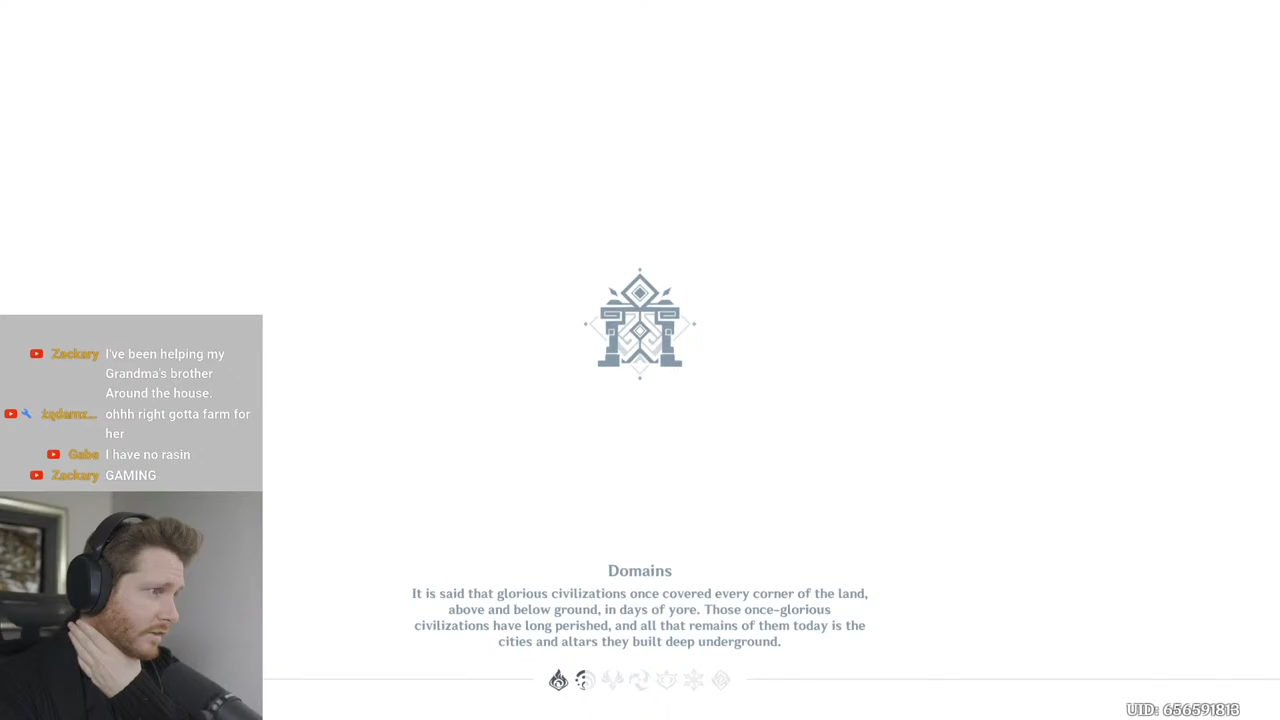 Zackary I've been helping my
Grandma's brother
Around the house.
ohhh right gotta farm for
her
Gabe I have no rasin
Zackary GAMING
Domains
It is said that glorious civilizations once covered every corner of the land,
above and below ground, in days of yore. Those once-glorious
civilizations have long perished, and all that remains of them today is the
cities and altars they built deep underground.
UID: 656591813